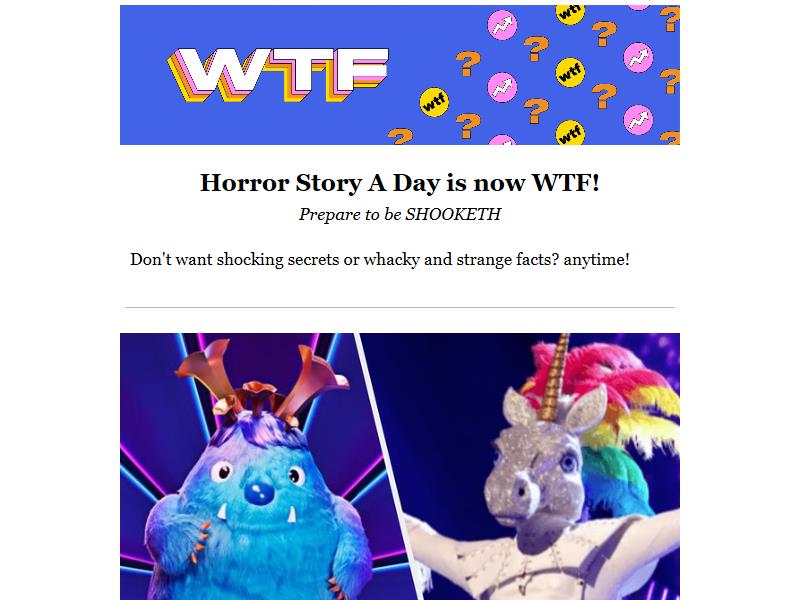 WTF
wtf
wtf
wtf
wtf
Horror Story A Day is now WTF!
Prepare to be SHOOKETH
Don't want shocking secrets or whacky and strange facts? anytime!